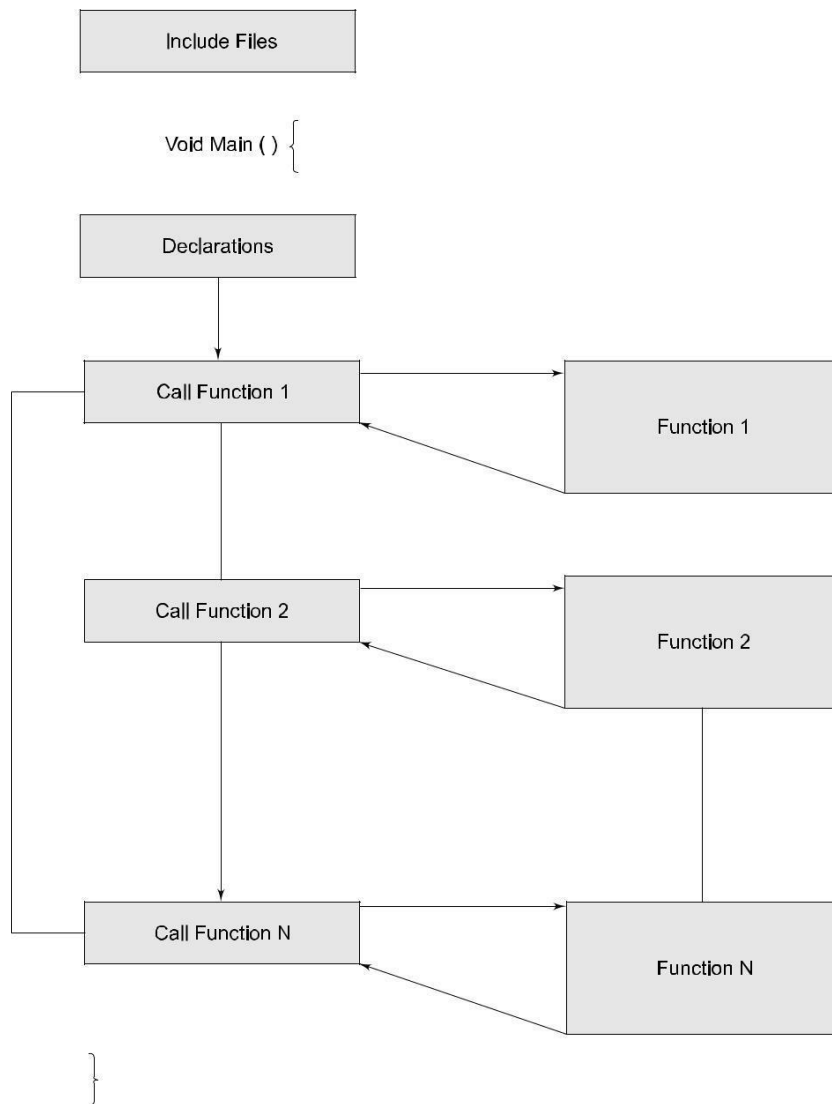 Include Files
Void Main ( ) {
Declarations
Call Function 1
Function 1
Call Function 2
Function 2
Call Function N
Function N
}